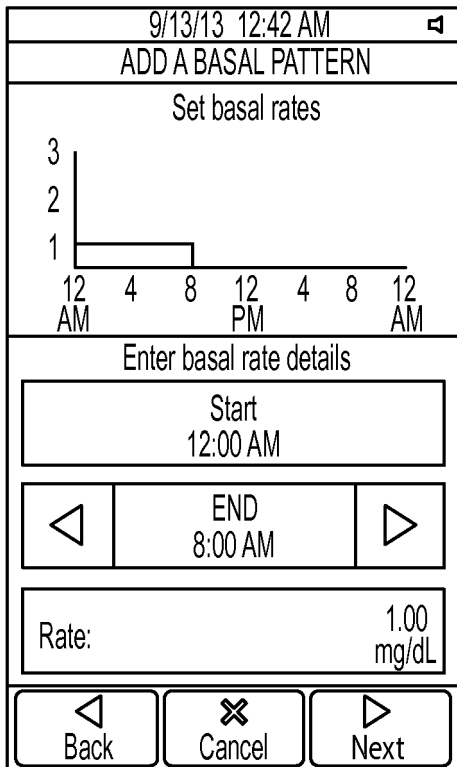 9/13/13 12:42 AM
ADD A BASAL PATTERN
Set basal rates
3
2
1
12 4 8 12 4 8 12
AM PM AM
Enter basal rate details
Start
12:00 AM
END
8:00 AM
Rate: 1.00
mg/dL
Back Cancel Next